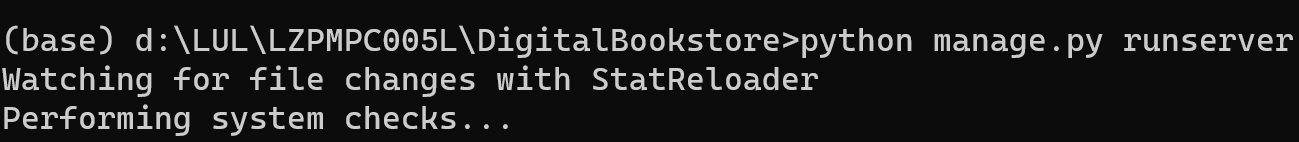 (base) d:\LUL\LZPMPC005L\DigitalBookstore>python manage.py runserver
Watching for file changes with StatReloader
Performing system checks...